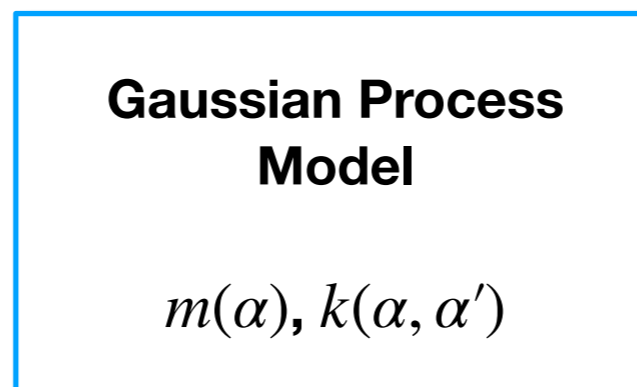 Gaussian Process
Model
m(α), k(α, α′)